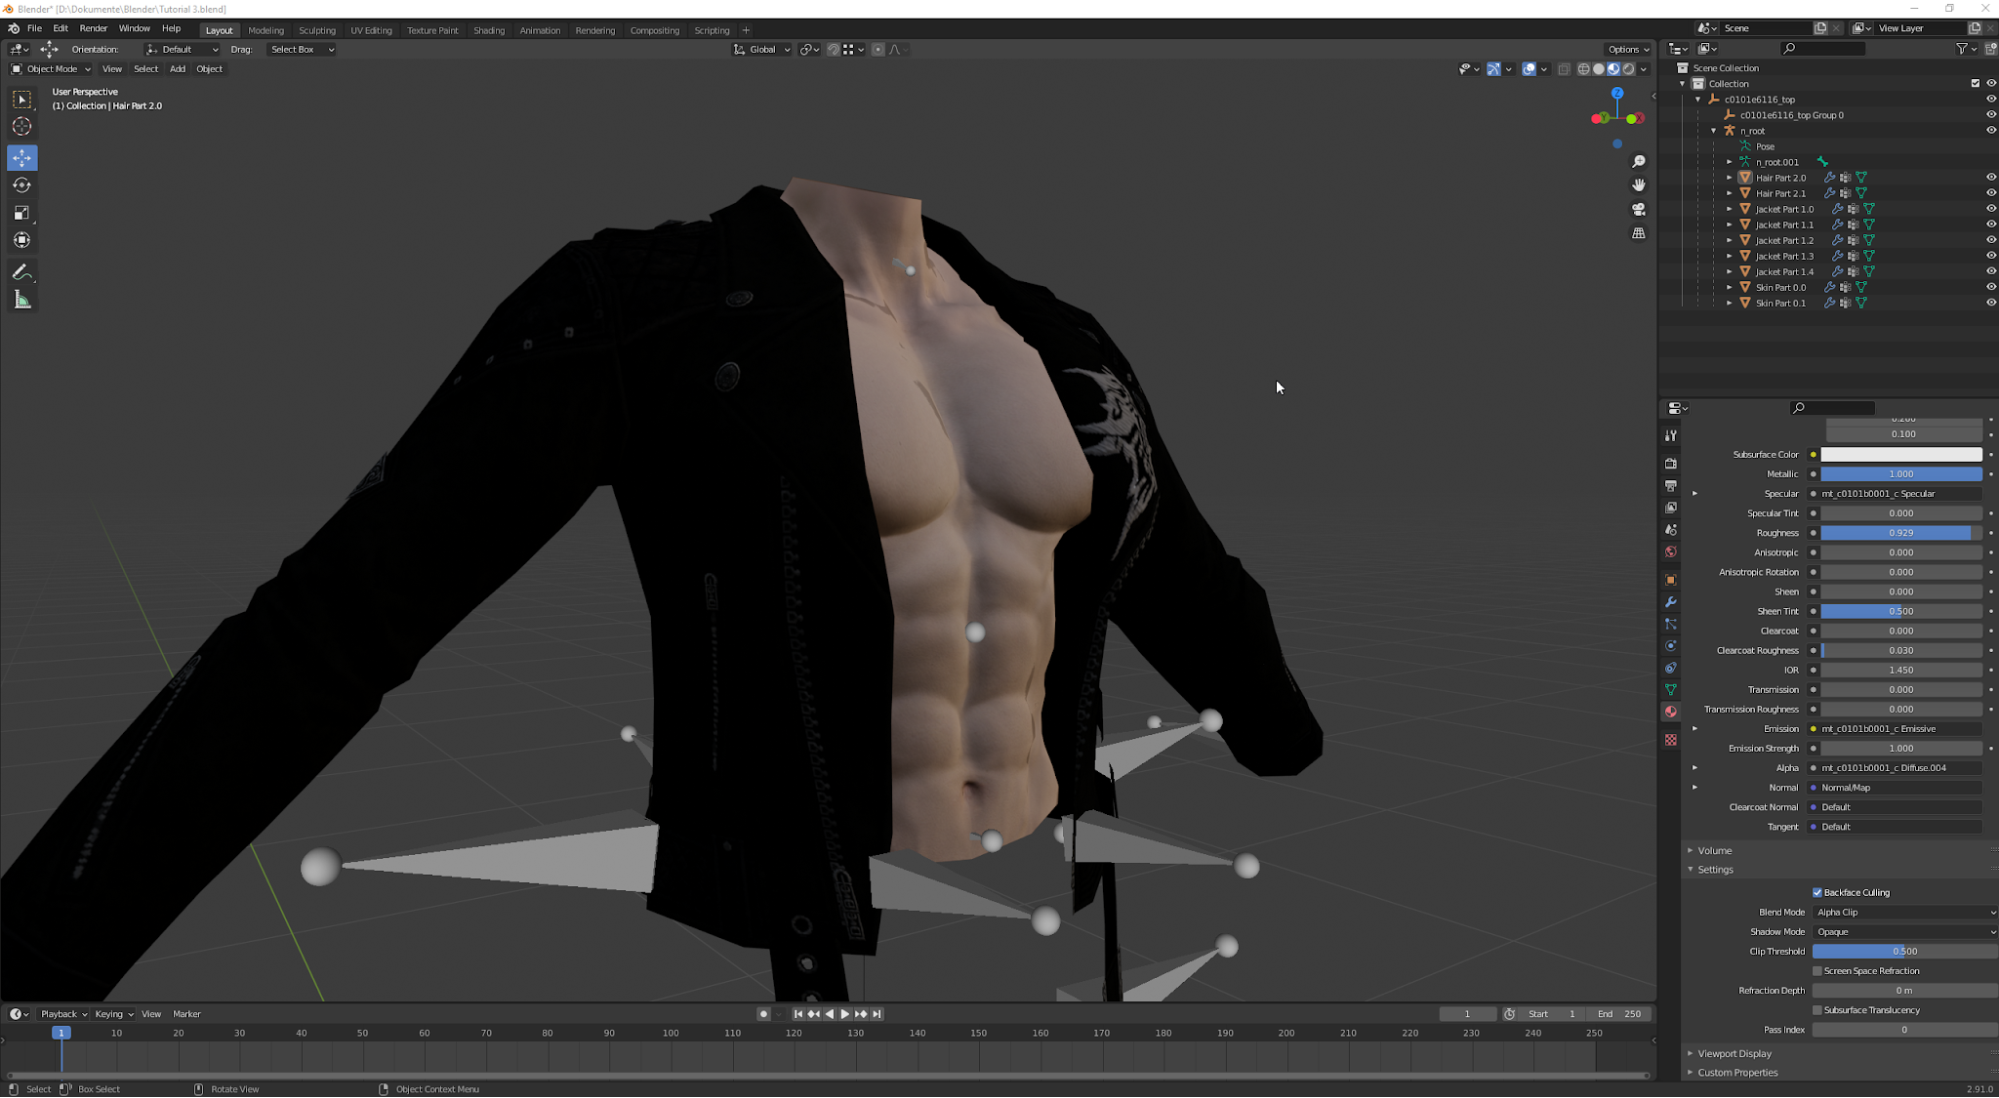 Blender* [D:\Dokumente\Blender\Tutorial 3.blend]
File Edit Render Window Help Layout Modeling Sculpting UV Editing Texture Paint Shading Animation Rendering Compositing Scripting + Scene View Layer
Orientation: Default Drag: Select Box Global Options
Object Mode View Select Add Object
User Perspective
(1) Collection | Hair Part 2.0
Z
Y
X
Scene Collection
Collection
c0101e6116_top
c0101e6116_top Group 0
n_root
Pose
n_root.001
Hair Part 2.0
Hair Part 2.1
Jacket Part 1.0
Jacket Part 1.1
Jacket Part 1.2
Jacket Part 1.3
Jacket Part 1.4
Skin Part 0.0
Skin Part 0.1
0.200
0.100
Subsurface Color
Metallic 1.000
Specular mt_c0101b0001_c Specular
Specular Tint 0.000
Roughness 0.929
Anisotropic 0.000
Anisotropic Rotation 0.000
Sheen 0.000
Sheen Tint 0.500
Clearcoat 0.000
Clearcoat Roughness 0.030
IOR 1.450
Transmission 0.000
Transmission Roughness 0.000
Emission mt_c0101b0001_c Emissive
Emission Strength 1.000
Alpha mt_c0101b0001_c Diffuse.004
Normal Normal/Map
Clearcoat Normal Default
Tangent Default
Volume
Settings
Backface Culling
Blend Mode Alpha Clip
Shadow Mode Opaque
Clip Threshold 0.500
Screen Space Refraction
Refraction Depth 0 m
Subsurface Translucency
Pass Index 0
Viewport Display
Custom Properties
Playback Keying View Marker 1 Start 1 End 250
1 10 20 30 40 50 60 70 80 90 100 110 120 130 140 150 160 170 180 190 200 210 220 230 240 250
Select Box Select Rotate View Object Context Menu 2.91.0